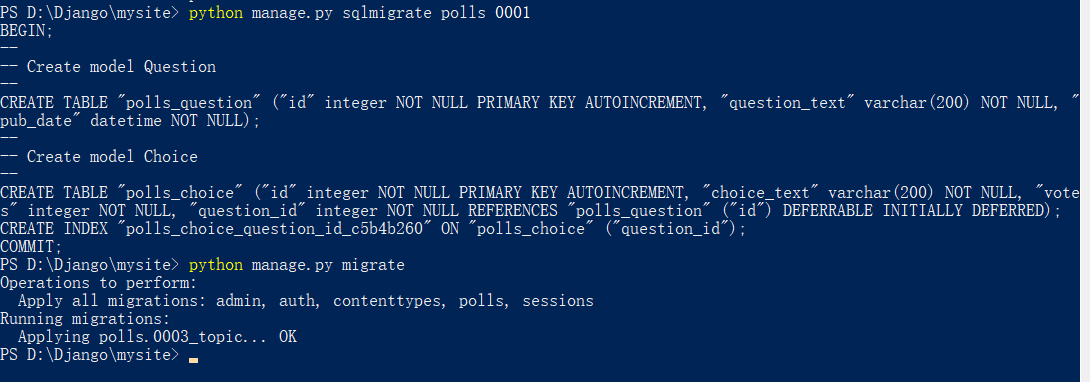 PS D:\Django\mysite> python manage.py sqlmigrate polls 0001
BEGIN;
--
-- Create model Question
--
CREATE TABLE "polls_question" ("id" integer NOT NULL PRIMARY KEY AUTOINCREMENT, "question_text" varchar(200) NOT NULL, "
pub_date" datetime NOT NULL);
--
-- Create model Choice
--
CREATE TABLE "polls_choice" ("id" integer NOT NULL PRIMARY KEY AUTOINCREMENT, "choice_text" varchar(200) NOT NULL, "vote
s" integer NOT NULL, "question_id" integer NOT NULL REFERENCES "polls_question" ("id") DEFERRABLE INITIALLY DEFERRED);
CREATE INDEX "polls_choice_question_id_c5b4b260" ON "polls_choice" ("question_id");
COMMIT;
PS D:\Django\mysite> python manage.py migrate
Operations to perform:
  Apply all migrations: admin, auth, contenttypes, polls, sessions
Running migrations:
  Applying polls.0003_topic... OK
PS D:\Django\mysite>